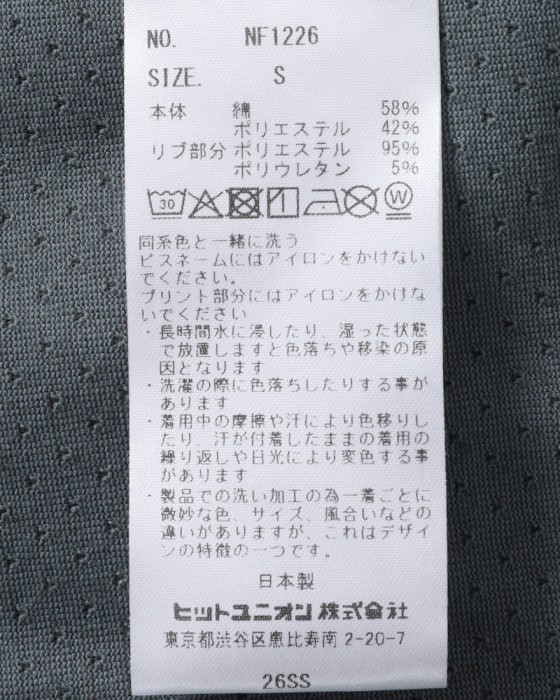 NO. NF1226
SIZE. S
本体 綿 58%
ポリエステル 42%
リブ部分 ポリエステル 95%
ポリウレタン 5%
30 W
同系色と一緒に洗う
ピスネームにはアイロンをかけない
でください。
プリント部分にはアイロンをかけな
いでください
・長時間水に浸したり、湿った状態
で放置しますと色落ちや移染の原
因となります
・洗濯の際に色落ちしたりする事が
あります
・着用中の摩擦や汗により色移りし
たり、汗が付着したままの着用の
繰り返しや日光により変色する事
があります
・製品での洗い加工の為一着ごとに
微妙な色、サイズ、風合いなどの
違いがありますが、これはデザイ
ンの特徴の一つです。
日本製
ヒットユニオン株式会社
東京都渋谷区恵比寿南 2-20-7
26SS